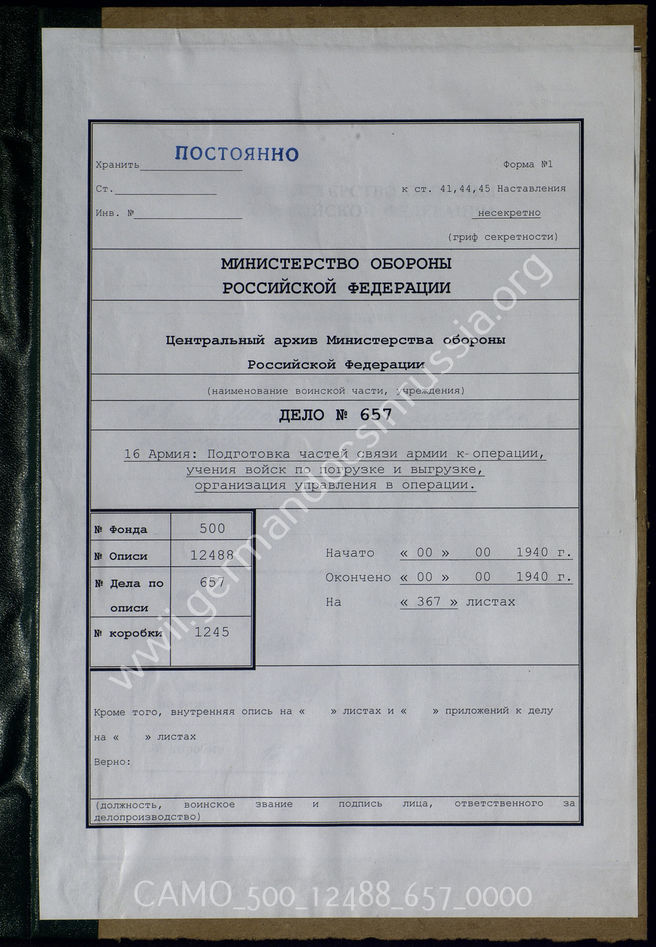 ПОСТОЯННО
Хранить
Форма №1
Ст.
к ст. 41,44,45 Наставления
Инв. №
несекретно
(гриф секретности)
МИНИСТЕРСТВО ОБОРОНЫ
РОССИЙСКОЙ ФЕДЕРАЦИИ
Центральный архив Министерства обороны
Российской Федерации
(наименование воинской части, учреждения)
ДЕЛО № 657
16 Армия: Подготовка частей связи армии к операции,
учения войск по погрузке и выгрузке,
организация управления в операции.
№ Фонда 500
№ Описи 12488
№ Дела по описи 657
№ коробки 1245
Начато « 00 » 00 1940 г.
Окончено « 00 » 00 1940 г.
На « 367 » листах
Кроме того, внутренняя опись на « » листах и « » приложений к делу
на « » листах
Верно:
(должность, воинское звание и подпись лица, ответственного за
делопроизводство)
www.germandocsinrussia.org
CAMO_500_12488_657_0000